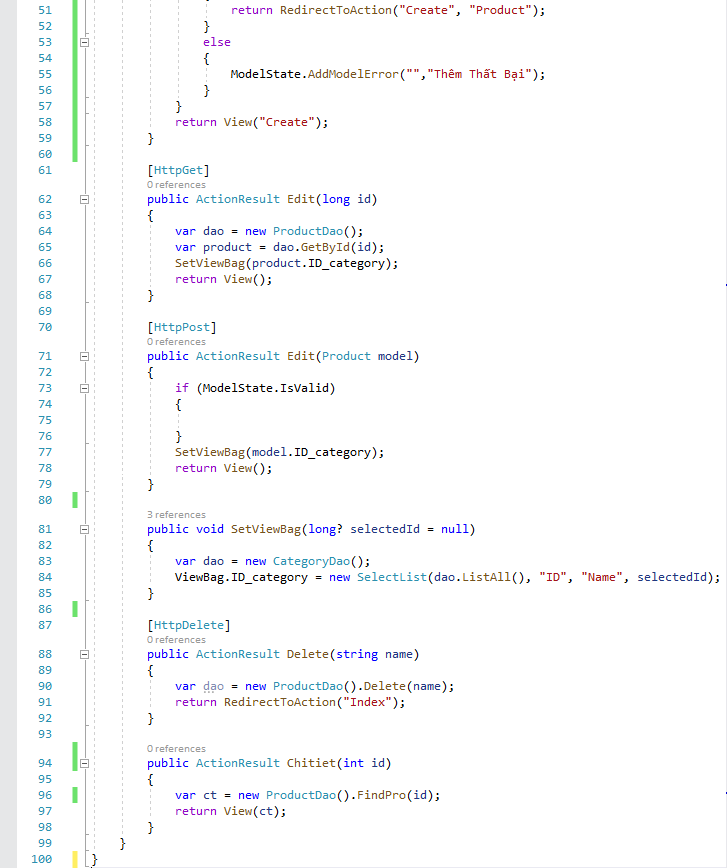 51 return RedirectToAction("Create", "Product");
52 }
53 else
54 {
55 ModelState.AddModelError("","Thêm Thất Bại");
56 }
57 }
58 return View("Create");
59 }
60
61 [HttpGet]
0 references
62 public ActionResult Edit(long id)
63 {
64 var dao = new ProductDao();
65 var product = dao.GetById(id);
66 SetViewBag(product.ID_category);
67 return View();
68 }
69
70 [HttpPost]
0 references
71 public ActionResult Edit(Product model)
72 {
73 if (ModelState.IsValid)
74 {
75
76 }
77 SetViewBag(model.ID_category);
78 return View();
79 }
80
3 references
81 public void SetViewBag(long? selectedId = null)
82 {
83 var dao = new CategoryDao();
84 ViewBag.ID_category = new SelectList(dao.ListAll(), "ID", "Name", selectedId);
85 }
86
87 [HttpDelete]
0 references
88 public ActionResult Delete(string name)
89 {
90 var dao = new ProductDao().Delete(name);
91 return RedirectToAction("Index");
92 }
93
0 references
94 public ActionResult Chitiet(int id)
95 {
96 var ct = new ProductDao().FindPro(id);
97 return View(ct);
98 }
99 }
100 }